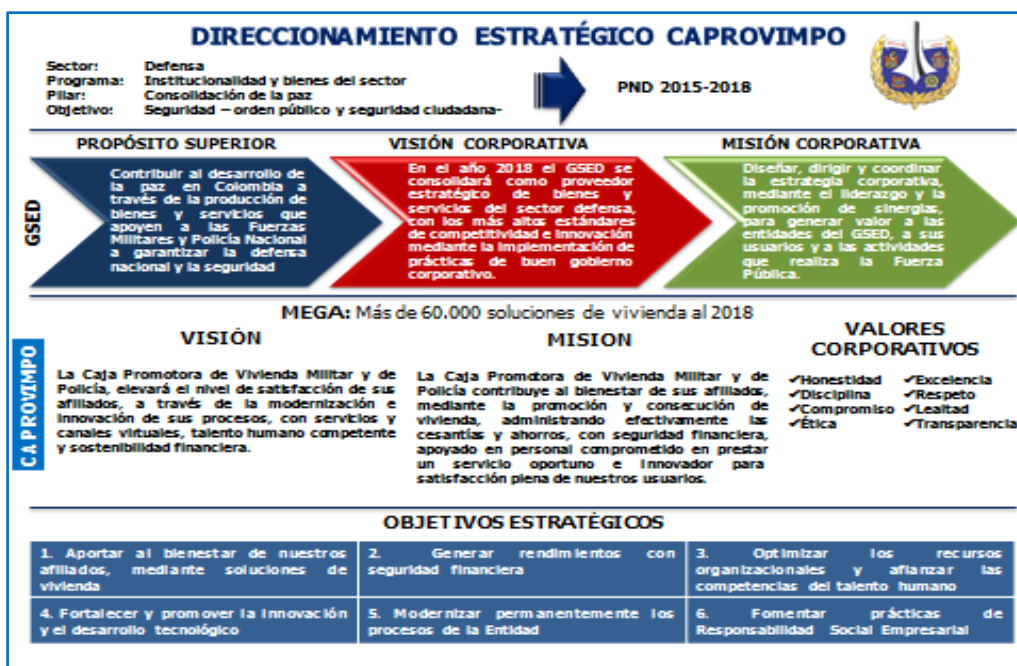 DIRECCIONAMIENTO ESTRATÉGICO CAPROVIMPO
Sector: Defensa
Programa: Institucionalidad y bienes del sector
Pilar: Consolidación de la paz
Objetivo: Seguridad – orden público y seguridad ciudadana-
PND 2015-2018
GSED
PROPÓSITO SUPERIOR
Contribuir al desarrollo de
la paz en Colombia a
través de la producción de
bienes y servicios que
apoyen a las Fuerzas
Militares y Policía Nacional
a garantizar la defensa
nacional y la seguridad
VISIÓN CORPORATIVA
En el año 2018 el GSED se
consolidará como proveedor
estratégico de bienes y
servicios del sector defensa,
con los más altos estándares
de competitividad e innovación
mediante la implementación de
prácticas de buen gobierno
corporativo.
MISIÓN CORPORATIVA
Diseñar, dirigir y coordinar
la estrategia corporativa,
mediante el liderazgo y la
promoción de sinergias,
para generar valor a las
entidades del GSED, a sus
usuarios y a las actividades
que realiza la Fuerza
Pública.
MEGA: Más de 60.000 soluciones de vivienda al 2018
CAPROVIMPO
VISIÓN
La Caja Promotora de Vivienda Militar y de
Policía, elevará el nivel de satisfacción de sus
afiliados, a través de la modernización e
innovación de sus procesos, con servicios y
canales virtuales, talento humano competente
y sostenibilidad financiera.
MISION
La Caja Promotora de Vivienda Militar y de
Policía contribuye al bienestar de sus afiliados,
mediante la promoción y consecución de
vivienda, administrando efectivamente las
cesantías y ahorros, con seguridad financiera,
apoyado en personal comprometido en prestar
un servicio oportuno e innovador para
satisfacción plena de nuestros usuarios.
VALORES
CORPORATIVOS
✓Honestidad ✓Excelencia
✓Disciplina ✓Respeto
✓Compromiso ✓Lealtad
✓Ética ✓Transparencia
OBJETIVOS ESTRATÉGICOS
1. Aportar al bienestar de nuestros
afiliados, mediante soluciones de
vivienda
2. Generar rendimientos con
seguridad financiera
3. Optimizar los recursos
organizacionales y afianzar las
competencias del talento humano
4. Fortalecer y promover la innovación
y el desarrollo tecnológico
5. Modernizar permanentemente los
procesos de la Entidad
6. Fomentar prácticas de
Responsabilidad Social Empresarial